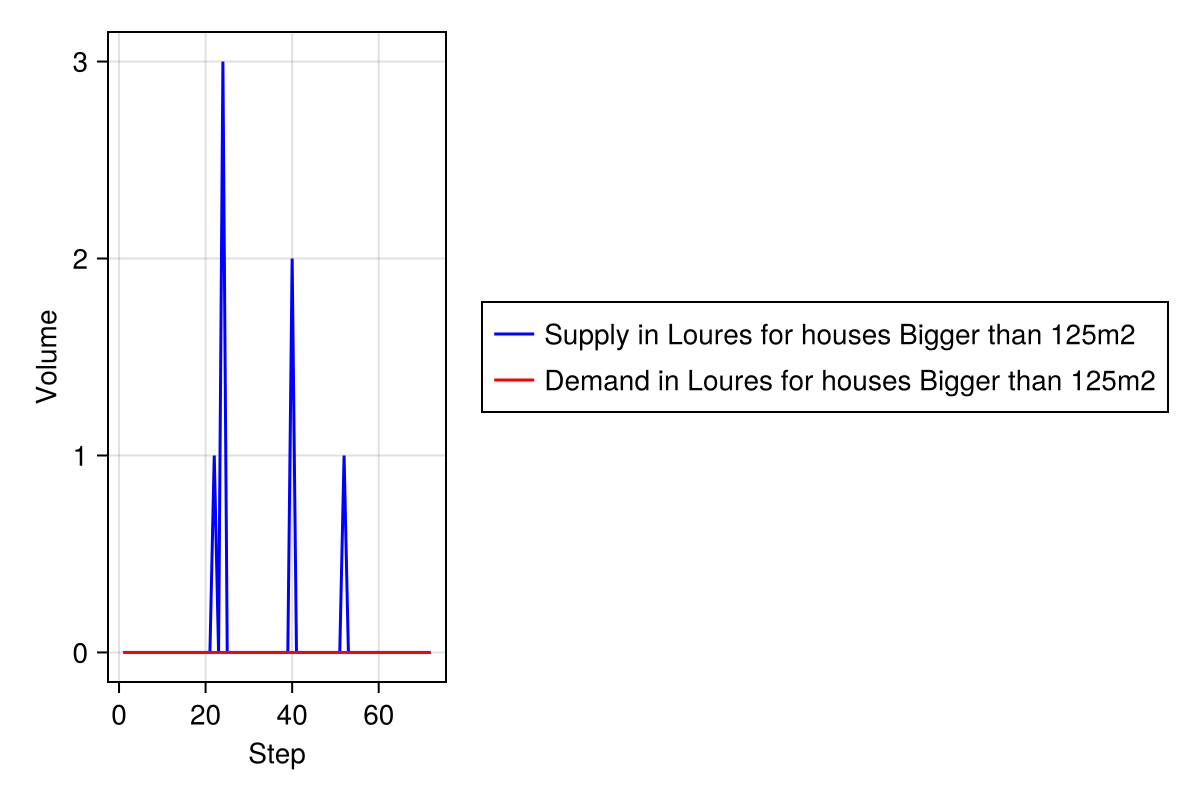 3
2
1
0
Volume
0 20 40 60
Step
Supply in Loures for houses Bigger than 125m2
Demand in Loures for houses Bigger than 125m2